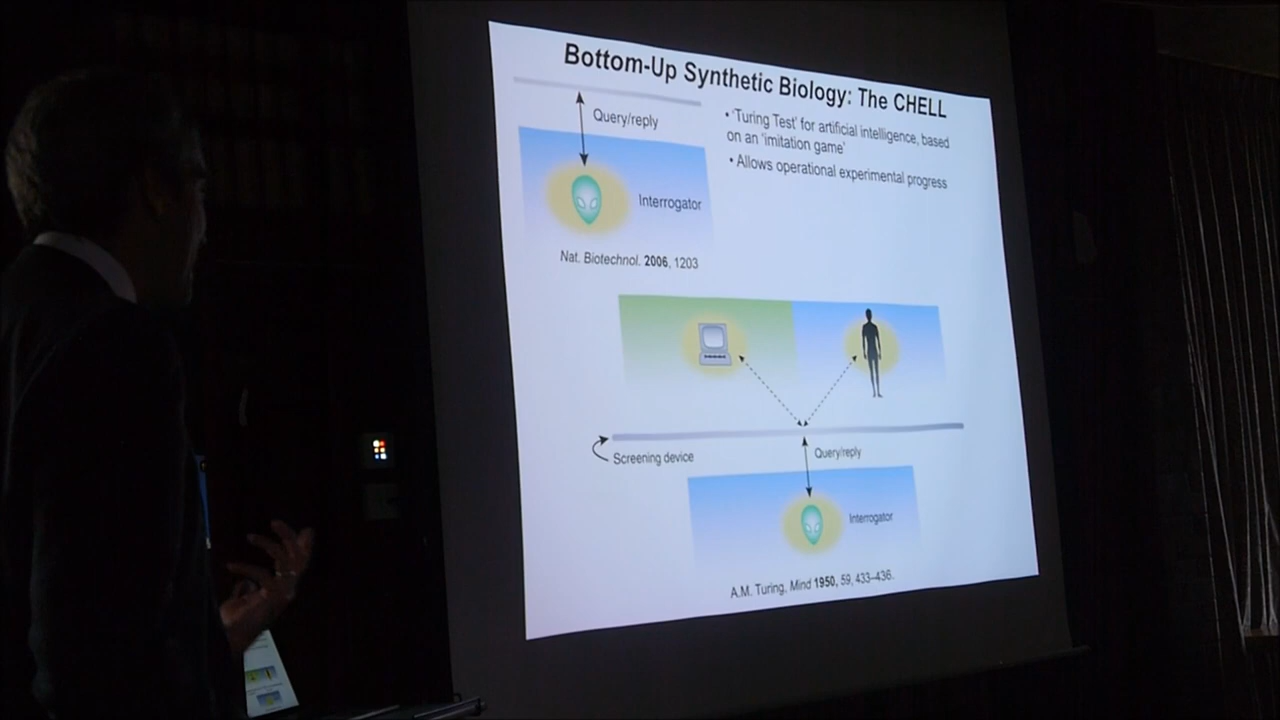 Bottom-Up Synthetic Biology: The CHELL
Query/reply
Interrogator
Nat. Biotechnol. 2006, 1203
• 'Turing Test' for artificial intelligence, based
on an 'imitation game'
• Allows operational experimental progress
Screening device
Query/reply
Interrogator
A.M. Turing, Mind 1950, 59, 433–436.